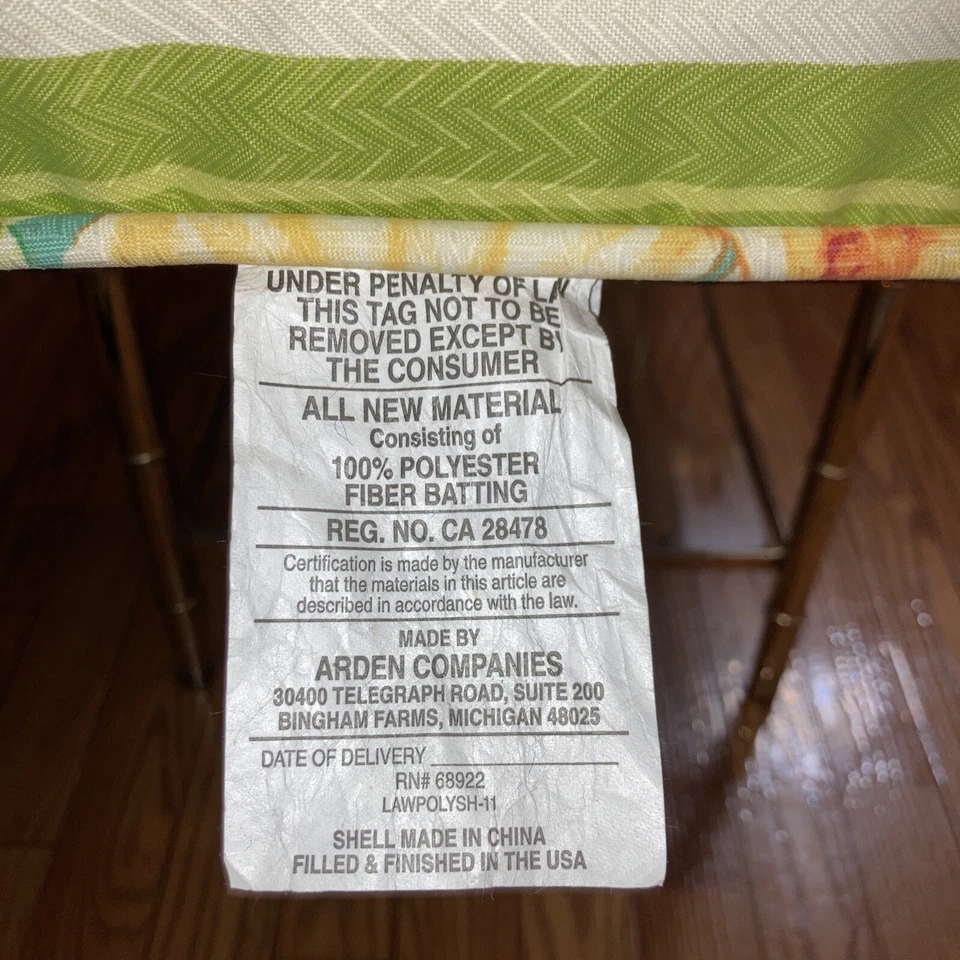 UNDER PENALTY OF LAW
THIS TAG NOT TO BE
REMOVED EXCEPT BY
THE CONSUMER
ALL NEW MATERIAL
Consisting of
100% POLYESTER
FIBER BATTING
REG. NO. CA 28478
Certification is made by the manufacturer
that the materials in this article are
described in accordance with the law.
MADE BY
ARDEN COMPANIES
30400 TELEGRAPH ROAD, SUITE 200
BINGHAM FARMS, MICHIGAN 48025
DATE OF DELIVERY
RN# 68922
LAWPOLYSH-11
SHELL MADE IN CHINA
FILLED & FINISHED IN THE USA